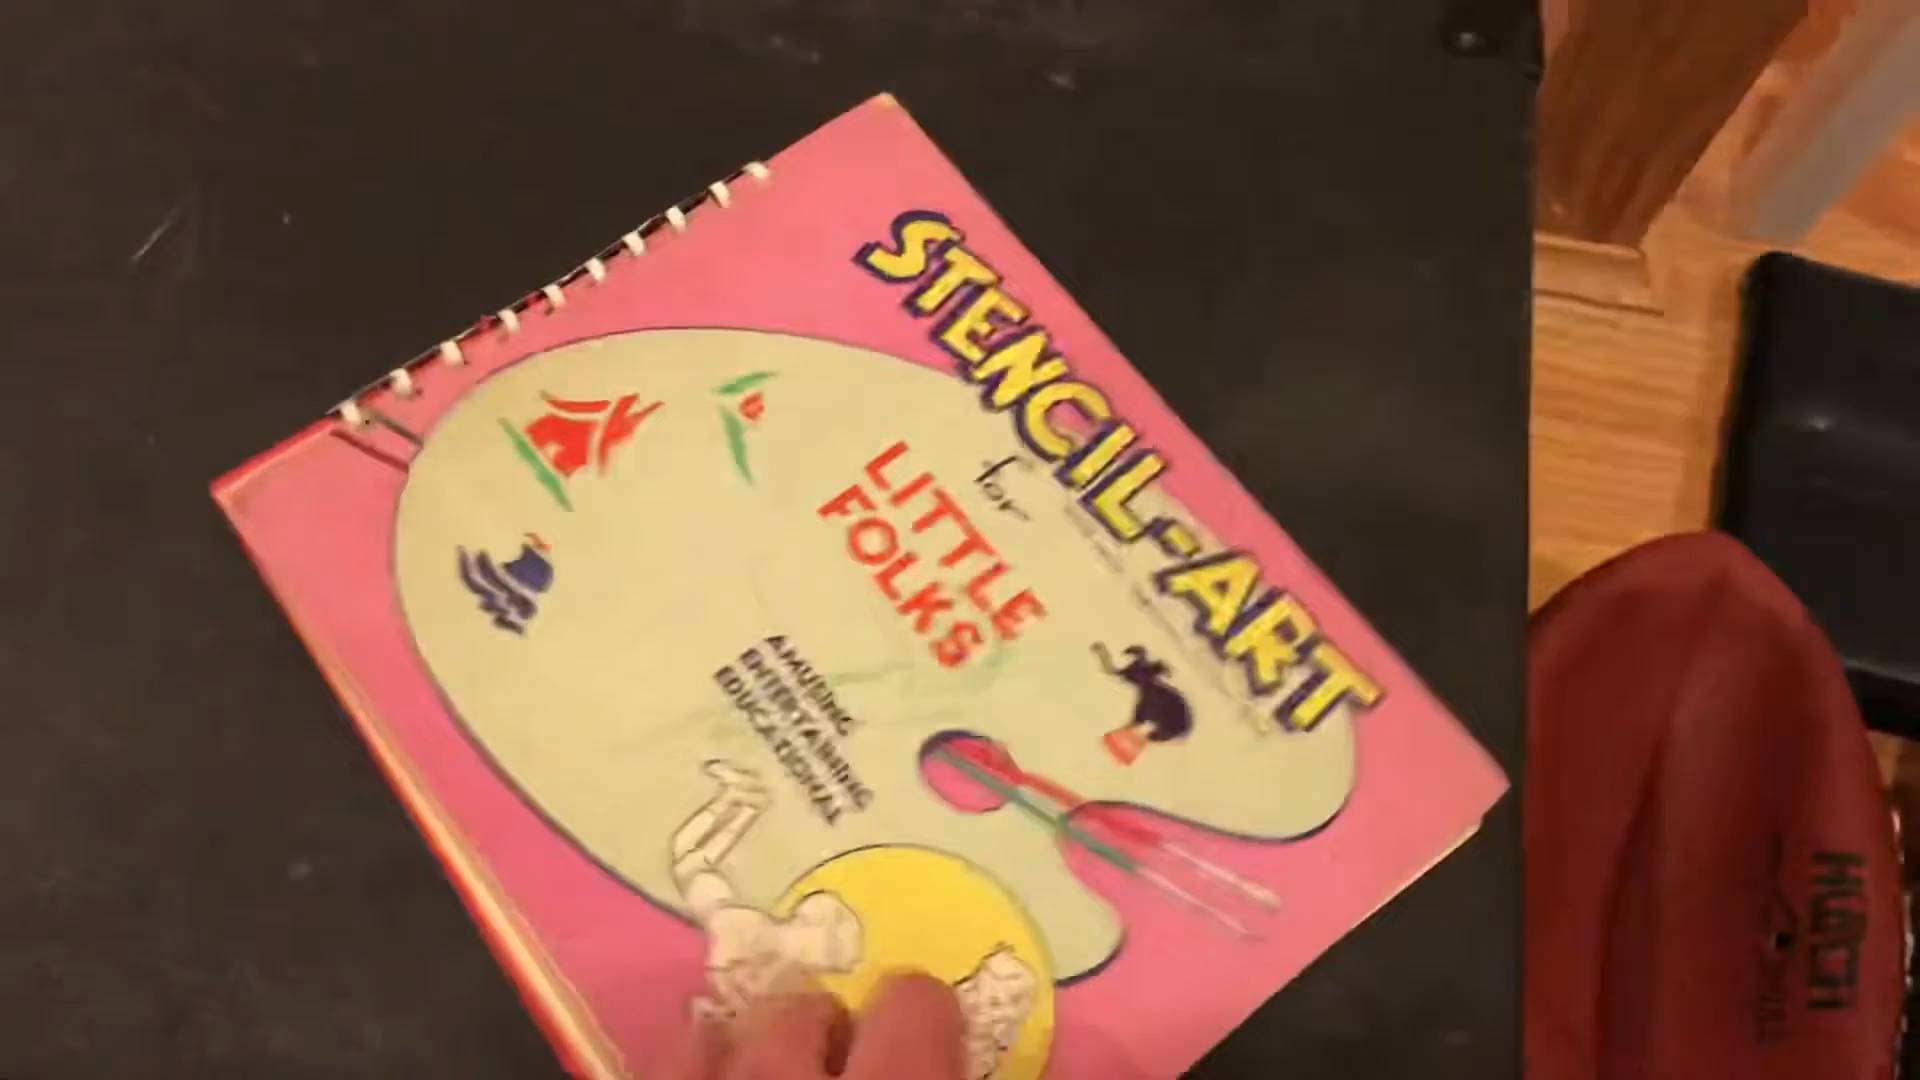 STENCIL-ART
for
LITTLE
FOLKS
AMUSING
ENTERTAINING
EDUCATIONAL